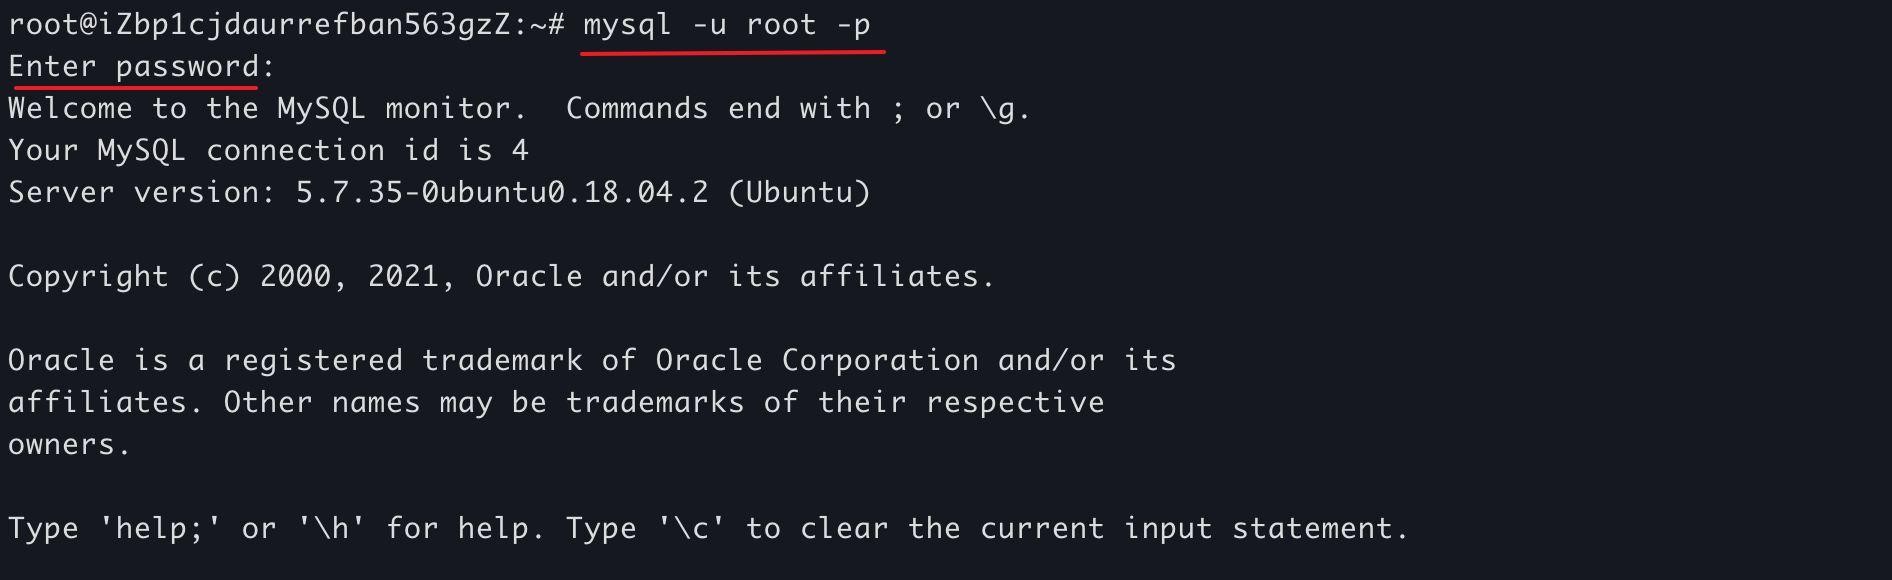 root@iZbp1cjdaurrefban563gzZ:~# mysql -u root -p
Enter password:
Welcome to the MySQL monitor.  Commands end with ; or \g.
Your MySQL connection id is 4
Server version: 5.7.35-0ubuntu0.18.04.2 (Ubuntu)
Copyright (c) 2000, 2021, Oracle and/or its affiliates.
Oracle is a registered trademark of Oracle Corporation and/or its
affiliates. Other names may be trademarks of their respective
owners.
Type 'help;' or '\h' for help. Type '\c' to clear the current input statement.